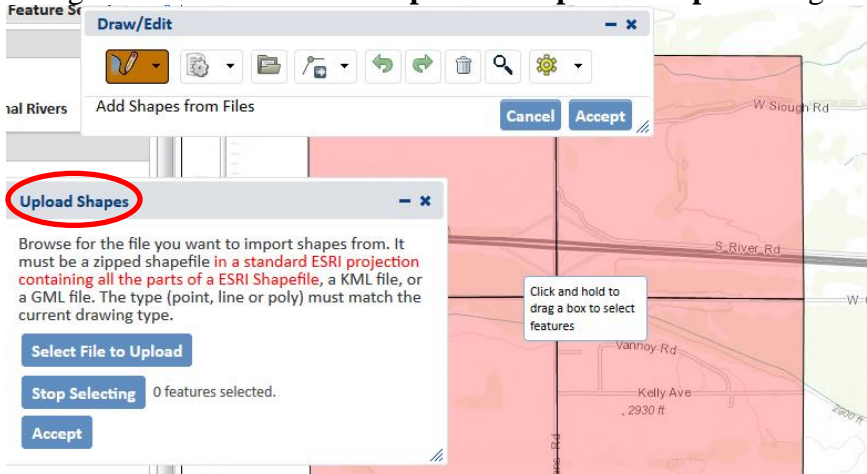 Feature Se
Draw/Edit
nal Rivers
Add Shapes from Files
Cancel
Accept
W Slough Rd
Upload Shapes
Browse for the file you want to import shapes from. It
must be a zipped shapefile in a standard ESRI projection
containing all the parts of a ESRI Shapefile, a KML file, or
a GML file. The type (point, line or poly) must match the
current drawing type.
Select File to Upload
Stop Selecting
0 features selected.
Accept
S River Rd
Click and hold to
drag a box to select
features
W
Vannoy Rd
Kelly Ave
, 2930 ft
2900 ft
ns Rd